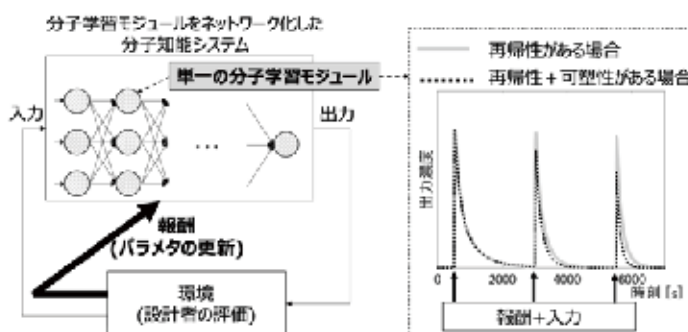 分子学習モジュールをネットワーク化した
分子知能システム
単一の分子学習モジュール
入力
出力
…
報酬
(パラメタの更新)
環境
(設計者の評価)
再帰性がある場合
再帰性+可塑性がある場合
出力濃度
0
2000
4000
6000
時刻 [s]
報酬+入力